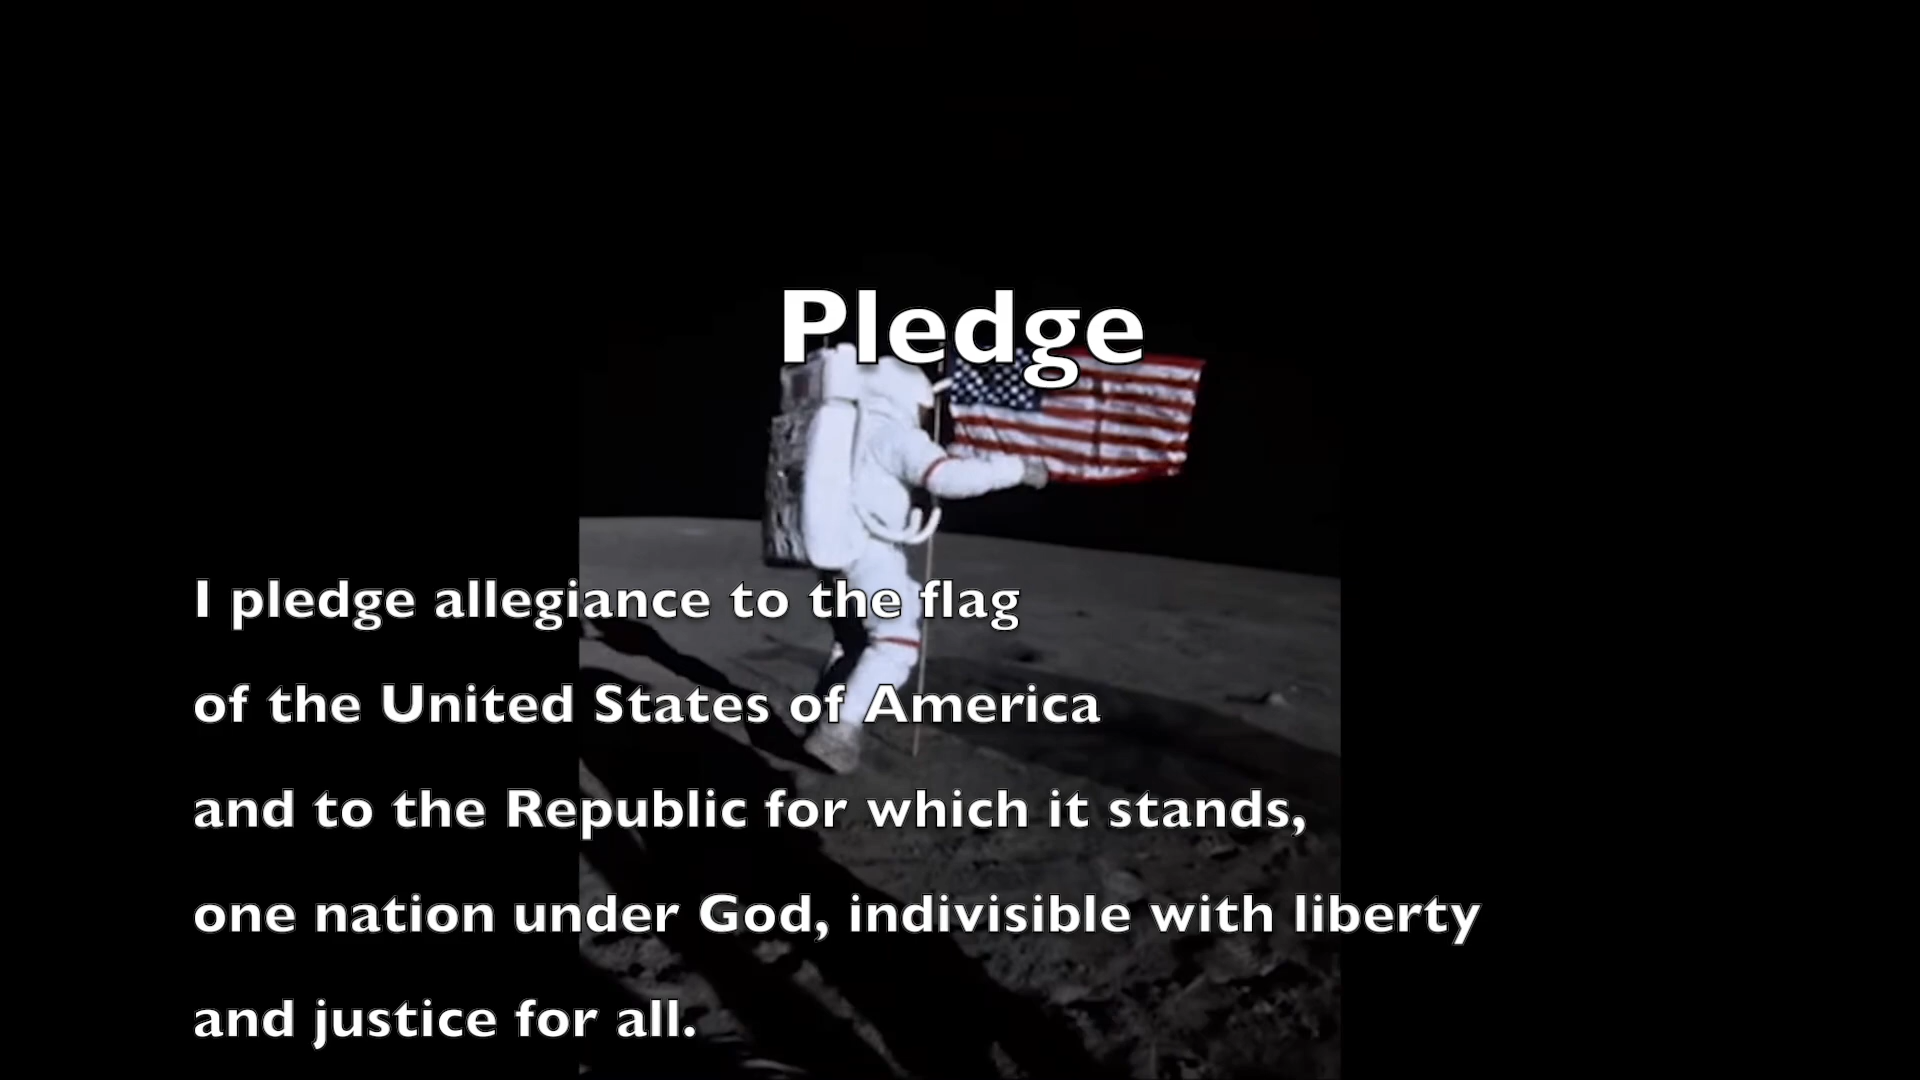 Pledge
I pledge allegiance to the flag
of the United States of America
and to the Republic for which it stands,
one nation under God, indivisible with liberty
and justice for all.